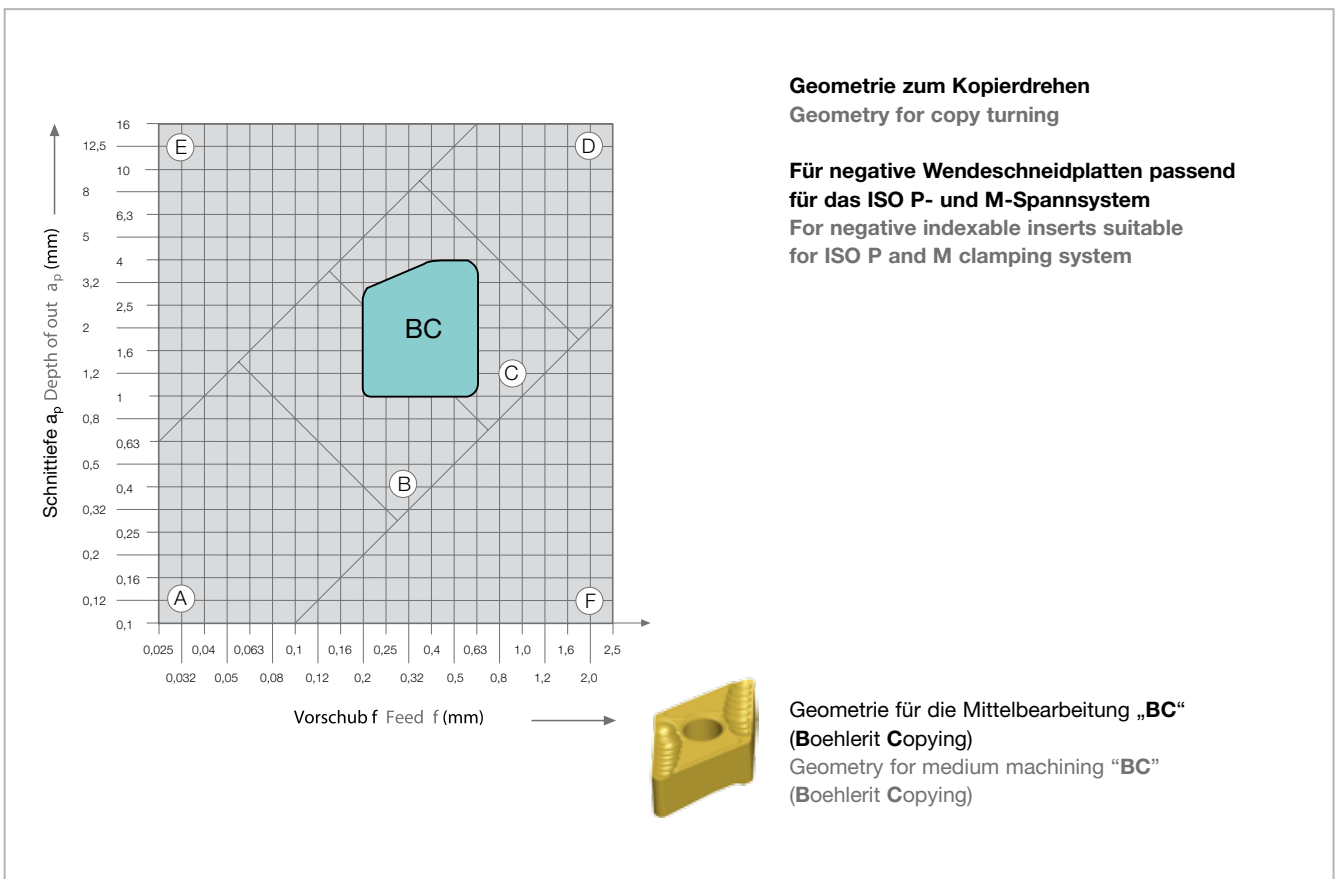 Geometrie zum Kopierdrehen
Geometry for copy turning
Für negative Wendeschneidplatten passend
für das ISO P- und M-Spannsystem
For negative indexable inserts suitable
for ISO P and M clamping system
Schnittiefe ap Depth of out ap (mm)
16
12,5
10
8
6,3
5
4
3,2
2,5
2
1,6
1,2
1
0,8
0,63
0,5
0,4
0,32
0,25
0,2
0,16
0,12
0,1
E
D
BC
C
B
A
F
0,025 0,04 0,063 0,1 0,16 0,25 0,4 0,63 1,0 1,6 2,5
0,032 0,05 0,08 0,12 0,2 0,32 0,5 0,8 1,2 2,0
Vorschub f Feed f (mm)
Geometrie für die Mittelbearbeitung „BC“
(Boehlerit Copying)
Geometry for medium machining “BC”
(Boehlerit Copying)